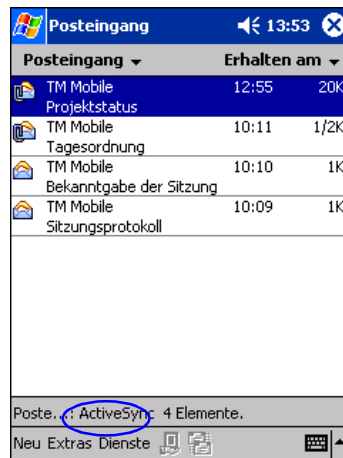 Posteingang 13:53
Posteingang Erhalten am
TM Mobile 12:55 20K
Projektstatus
TM Mobile 10:11 1/2K
Tagesordnung
TM Mobile 10:10 1K
Bekanntgabe der Sitzung
TM Mobile 10:09 1K
Sitzungsprotokoll
Poste...: ActiveSync 4 Elemente.
Neu Extras Dienste